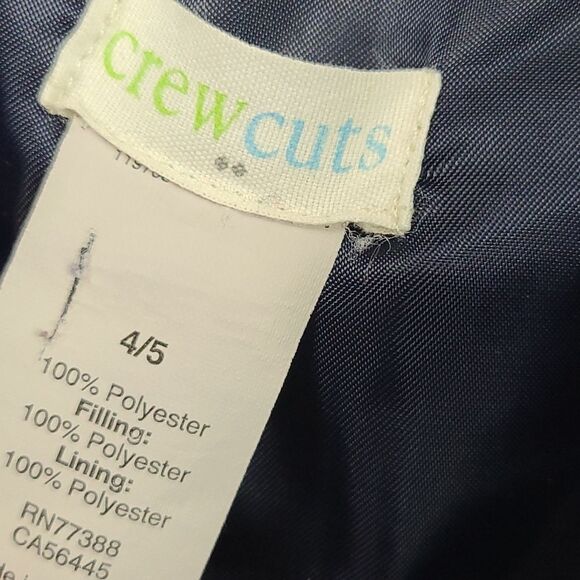 crewcuts
4/5
100% Polyester
Filling:
100% Polyester
Lining:
100% Polyester
RN77388
CA56445